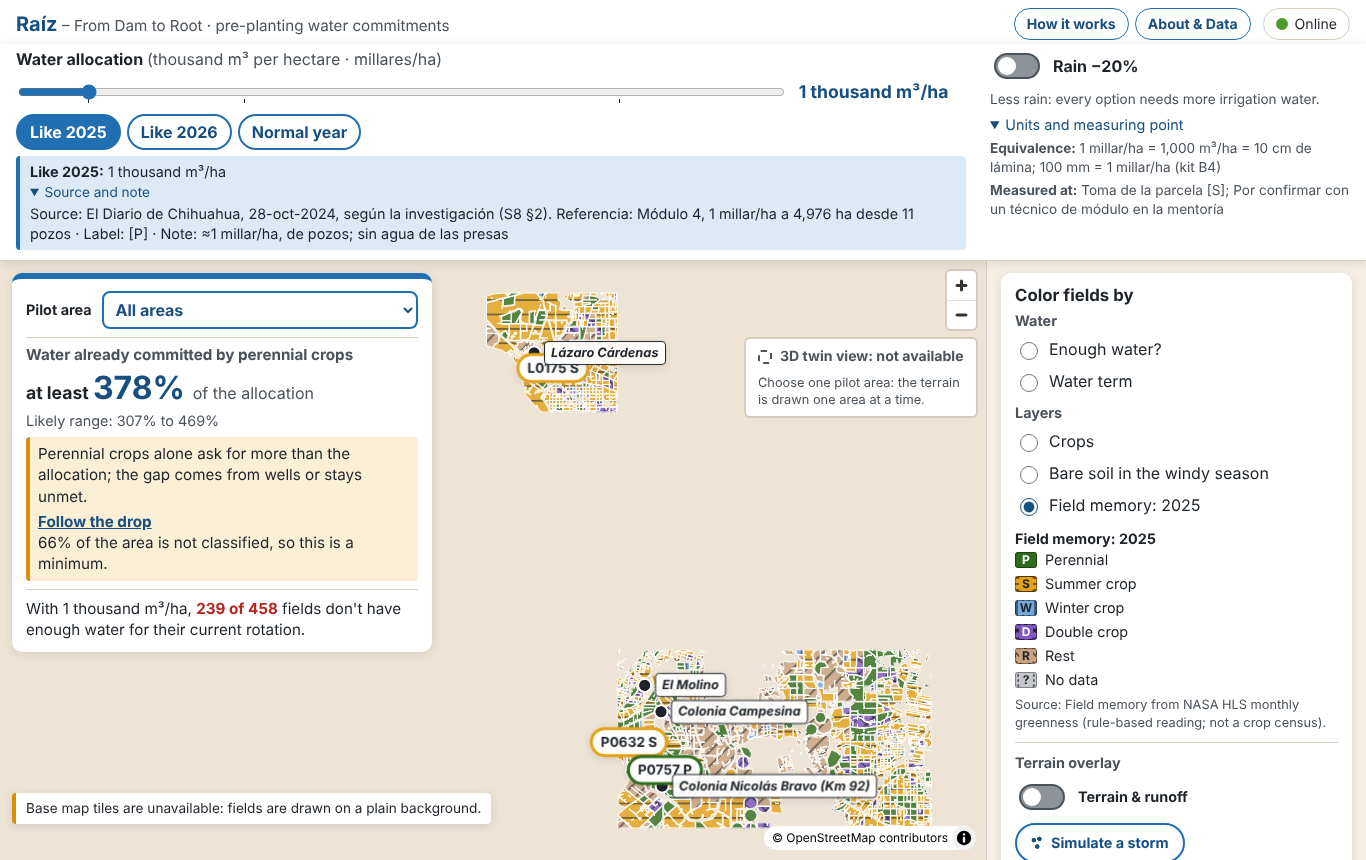 Raíz – From Dam to Root · pre-planting water commitments
How it works
About & Data
Online
Water allocation (thousand m³ per hectare · millares/ha)
1 thousand m³/ha
Like 2025
Like 2026
Normal year
Like 2025: 1 thousand m³/ha
▼ Source and note
Source: El Diario de Chihuahua, 28-oct-2024, según la investigación (S8 §2). Referencia: Módulo 4, 1 millar/ha a 4,976 ha desde 11
pozos · Label: [P] · Note: ≈1 millar/ha, de pozos; sin agua de las presas
Rain −20%
Less rain: every option needs more irrigation water.
▼ Units and measuring point
Equivalence: 1 millar/ha = 1,000 m³/ha = 10 cm de
lámina; 100 mm = 1 millar/ha (kit B4)
Measured at: Toma de la parcela [S]; Por confirmar con
un técnico de módulo en la mentoría
Pilot area
All areas
Water already committed by perennial crops
at least 378% of the allocation
Likely range: 307% to 469%
Perennial crops alone ask for more than the
allocation; the gap comes from wells or stays
unmet.
Follow the drop
66% of the area is not classified, so this is a
minimum.
With 1 thousand m³/ha, 239 of 458 fields don't have
enough water for their current rotation.
Base map tiles are unavailable: fields are drawn on a plain background.
Lázaro Cárdenas
L0175 S
+
−
3D twin view: not available
Choose one pilot area: the terrain
is drawn one area at a time.
El Molino
Colonia Campesina
P0632 S
P0757 P
Colonia Nicolás Bravo (Km 92)
© OpenStreetMap contributors
Color fields by
Water
Enough water?
Water term
Layers
Crops
Bare soil in the windy season
Field memory: 2025
Field memory: 2025
P Perennial
S Summer crop
W Winter crop
D Double crop
R Rest
? No data
Source: Field memory from NASA HLS monthly
greenness (rule-based reading; not a crop census).
Terrain overlay
Terrain & runoff
Simulate a storm